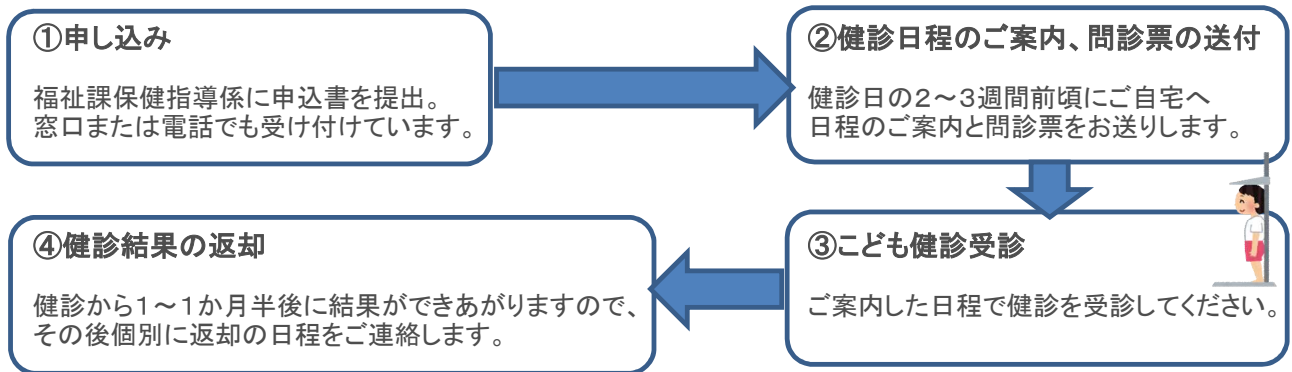 ①申し込み
福祉課保健指導係に申込書を提出。
窓口または電話でも受け付けています。
②健診日程のご案内、問診票の送付
健診日の2～3週間前頃にご自宅へ
日程のご案内と問診票をお送りします。
③こども健診受診
ご案内した日程で健診を受診してください。
④健診結果の返却
健診から1～1か月半後に結果ができあがりますので、
その後個別に返却の日程をご連絡します。